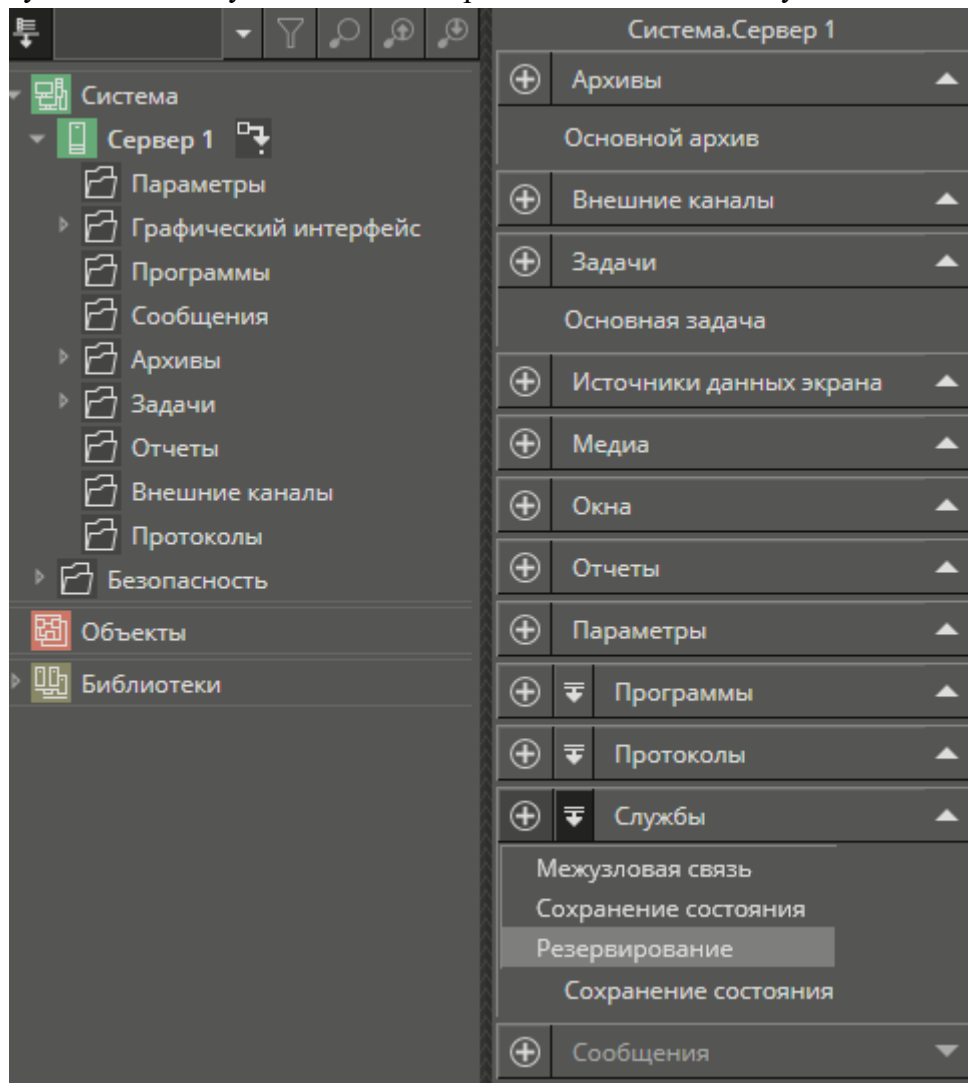 Система
Сервер 1
Параметры
Графический интерфейс
Программы
Сообщения
Архивы
Задачи
Отчеты
Внешние каналы
Протоколы
Безопасность
Объекты
Библиотеки
Система.Сервер 1
Архивы
Основной архив
Внешние каналы
Задачи
Основная задача
Источники данных экрана
Медиа
Окна
Отчеты
Параметры
Программы
Протоколы
Службы
Межузловая связь
Сохранение состояния
Резервирование
Сохранение состояния
Сообщения